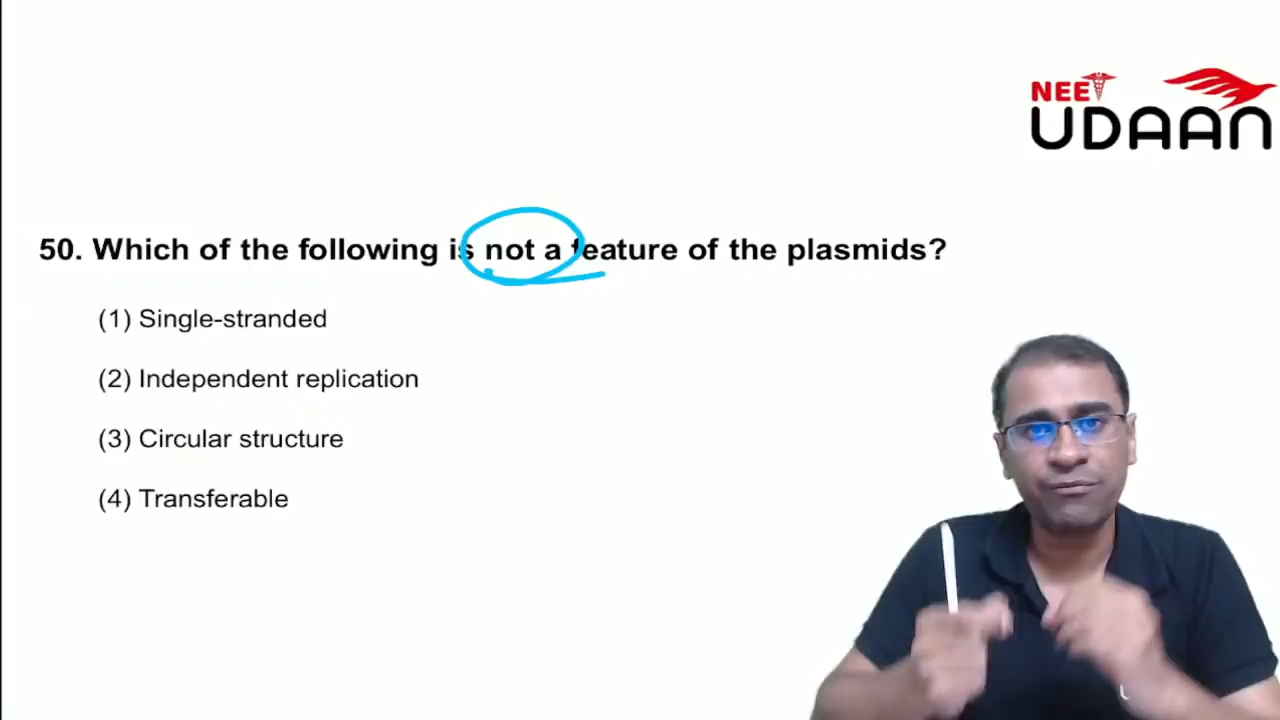 NEET
UDAAN
50. Which of the following is not a feature of the plasmids?
(1) Single-stranded
(2) Independent replication
(3) Circular structure
(4) Transferable